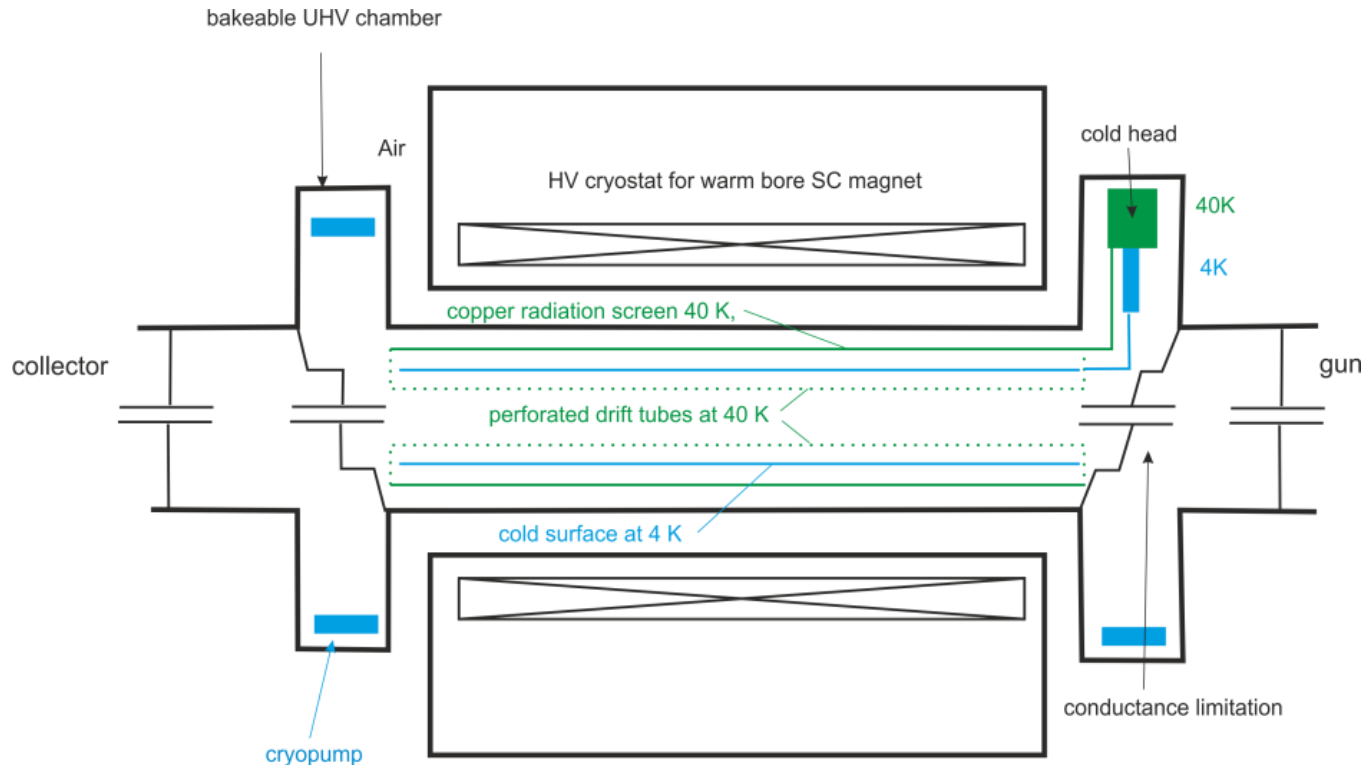 bakeable UHV chamber
Air
cold head
HV cryostat for warm bore SC magnet
40K
4K
copper radiation screen 40 K,
collector
gun
perforated drift tubes at 40 K
cold surface at 4 K
conductance limitation
cryopump